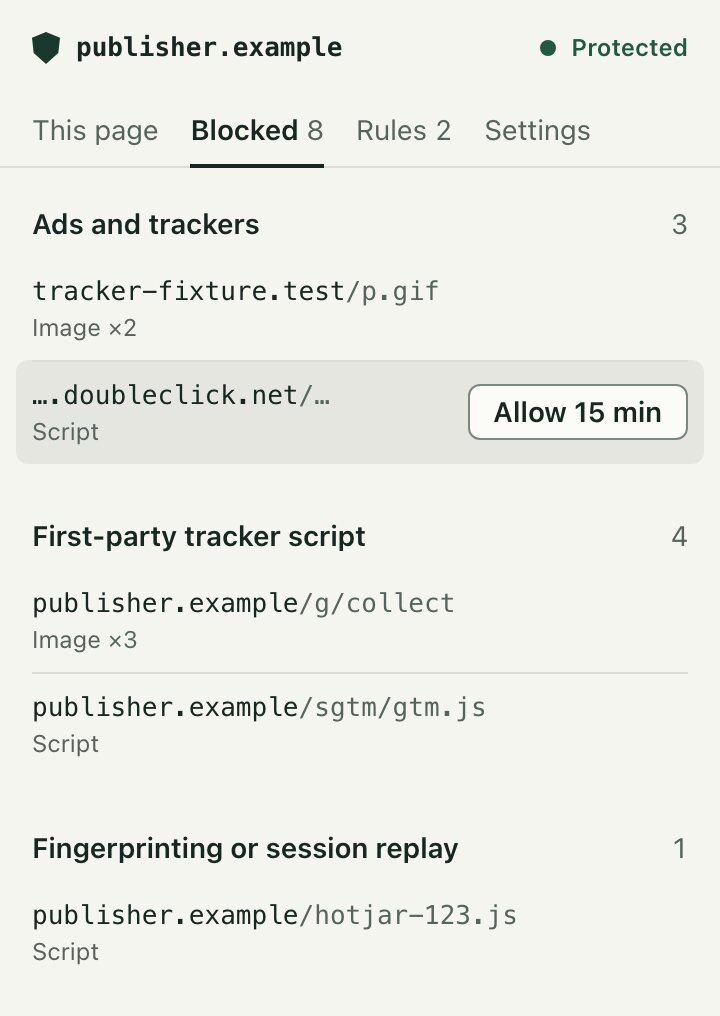 publisher.example
Protected
This page Blocked 8 Rules 2 Settings
Ads and trackers 3
tracker-fixture.test/p.gif
Image ×2
….doubleclick.net/…
Script
Allow 15 min
First-party tracker script 4
publisher.example/g/collect
Image ×3
publisher.example/sgtm/gtm.js
Script
Fingerprinting or session replay 1
publisher.example/hotjar-123.js
Script